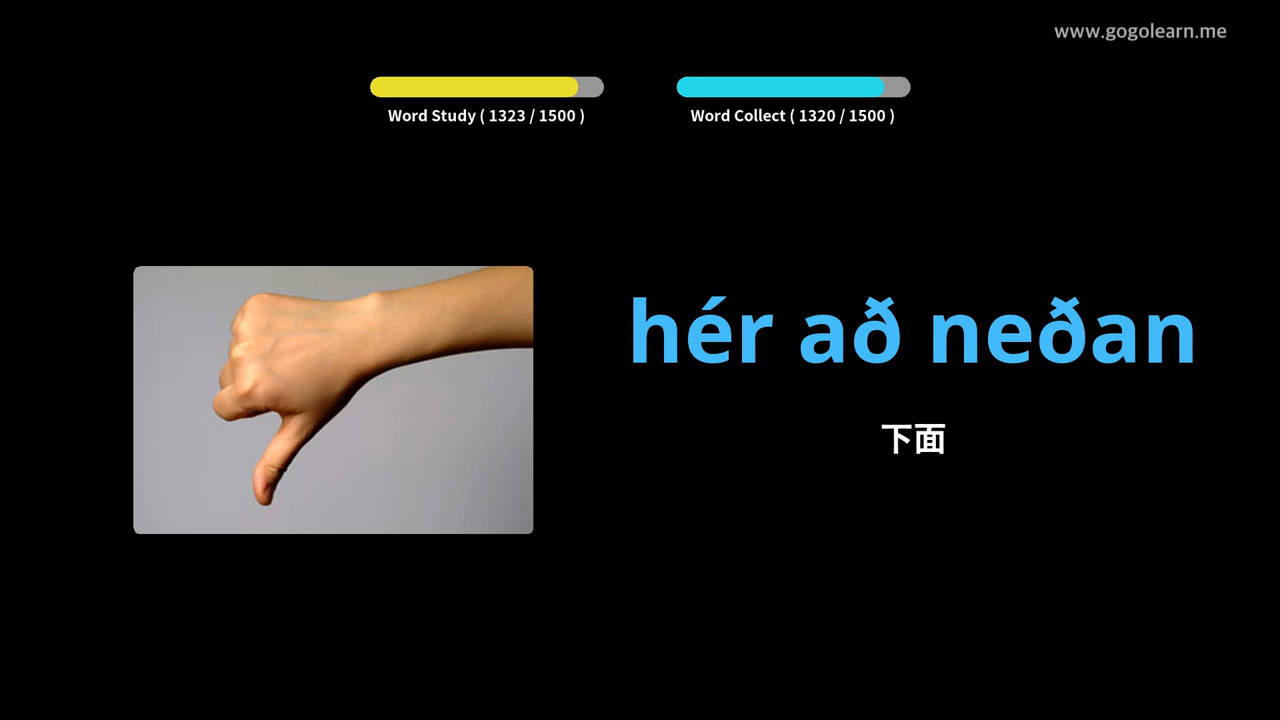 www.gogolearn.me
Word Study ( 1323 / 1500 )
Word Collect ( 1320 / 1500 )
hér að neðan
下面